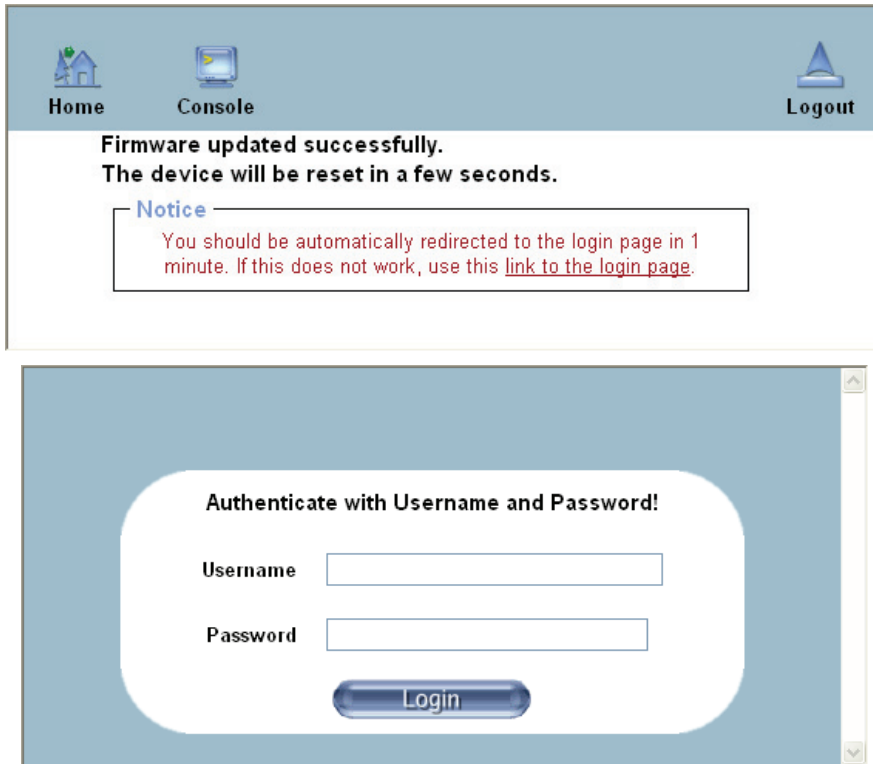 Home
Console
Logout
Firmware updated successfully.
The device will be reset in a few seconds.
Notice
You should be automatically redirected to the login page in 1
minute. If this does not work, use this link to the login page.
Authenticate with Username and Password!
Username
Password
Login